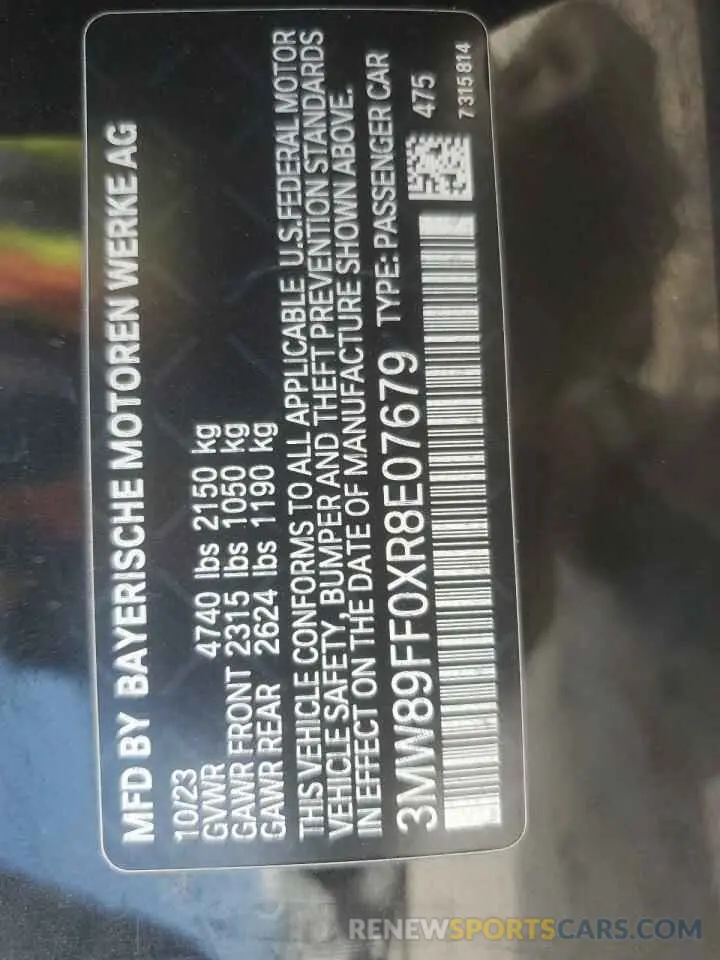 MFD BY BAYERISCHE MOTOREN WERKE AG
10/23
GVWR 4740 lbs 2150 kg
GAWR FRONT 2315 lbs 1050 kg
GAWR REAR 2624 lbs 1190 kg
THIS VEHICLE CONFORMS TO ALL APPLICABLE U.S.FEDERAL MOTOR
VEHICLE SAFETY, BUMPER AND THEFT PREVENTION STANDARDS
IN EFFECT ON THE DATE OF MANUFACTURE SHOWN ABOVE.
3MW89FF0XR8E07679 TYPE: PASSENGER CAR
475
7 315 814
RENEWSPORTSCARS.COM